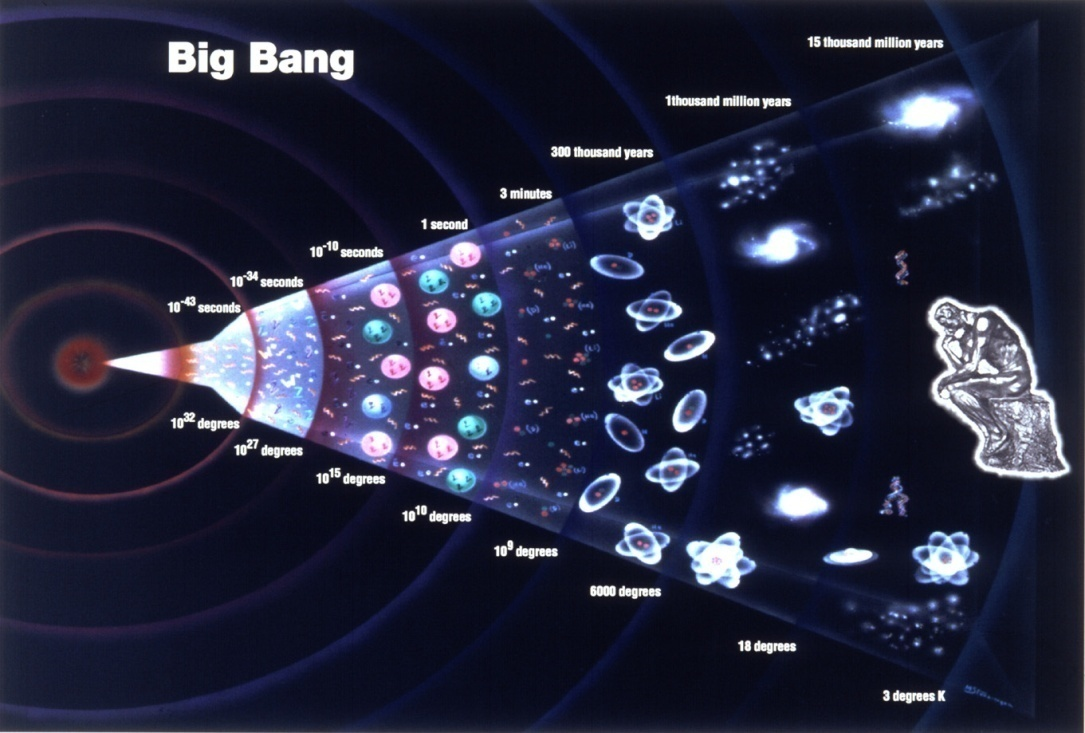 Big Bang
15 thousand million years
1thousand million years
300 thousand years
3 minutes
1 second
10⁻¹⁰ seconds
10⁻³⁴ seconds
10⁻⁴³ seconds
10³² degrees
10²⁷ degrees
10¹⁵ degrees
10¹⁰ degrees
10⁹ degrees
6000 degrees
18 degrees
3 degrees K